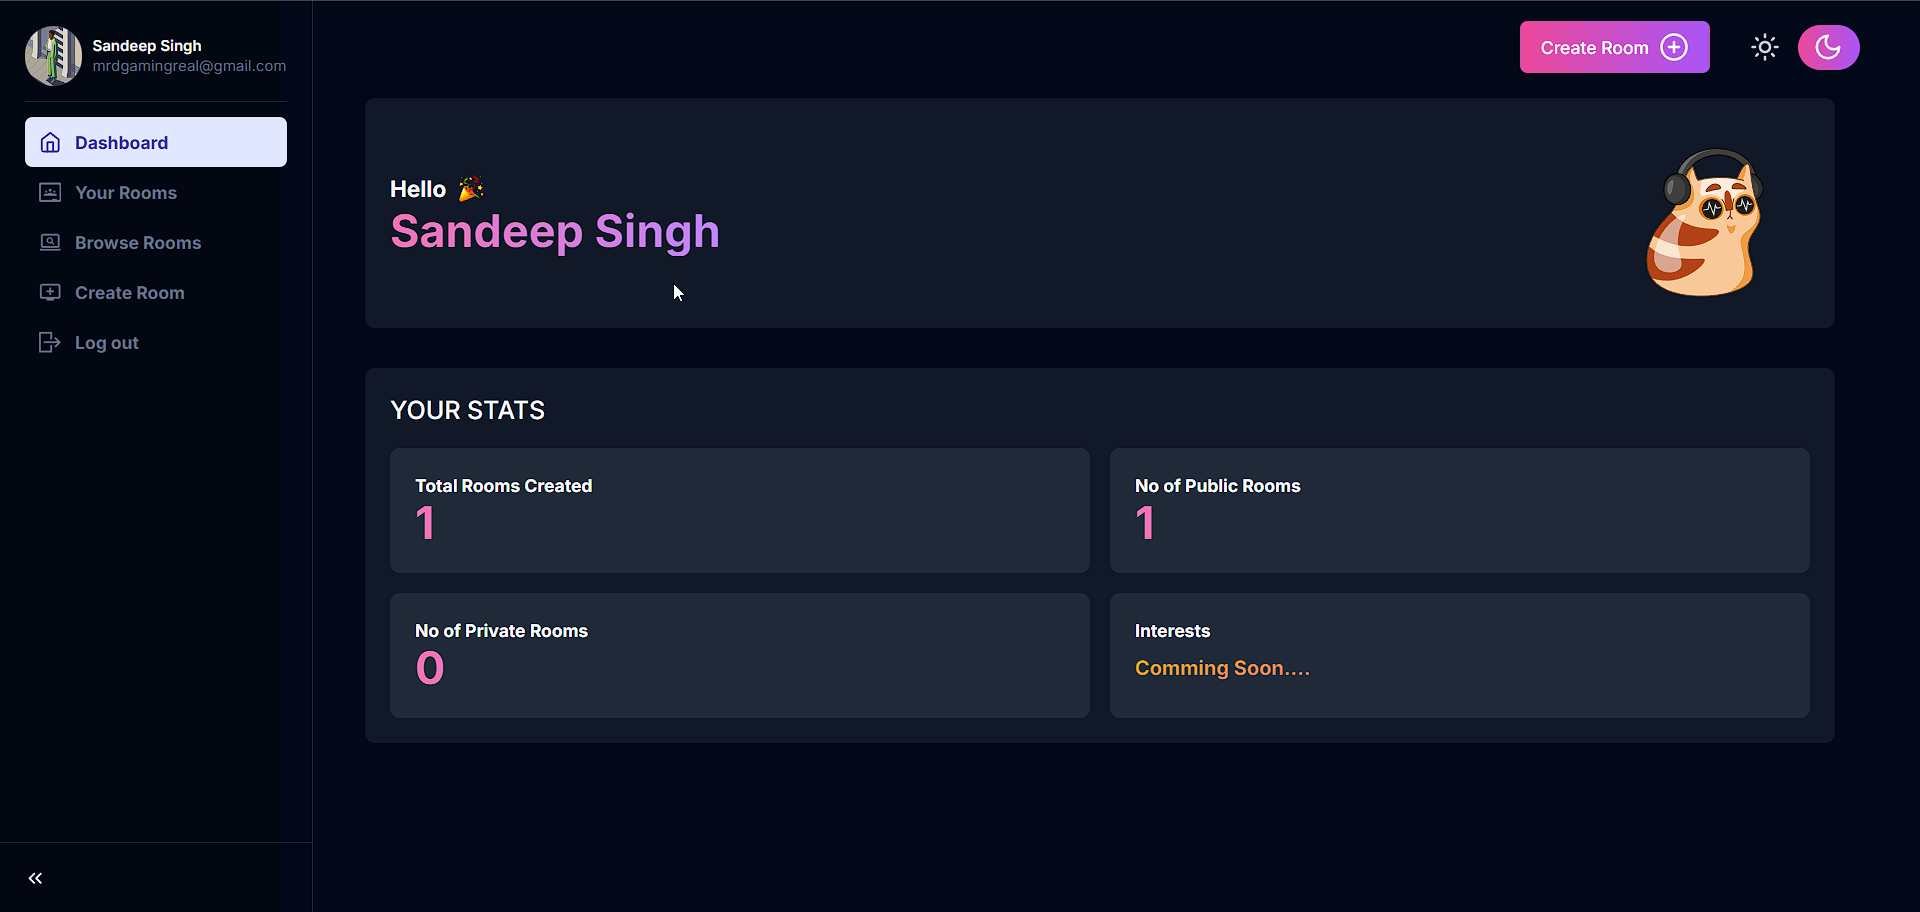 Sandeep Singh
mrdgamingreal@gmail.com
Dashboard
Your Rooms
Browse Rooms
Create Room
Log out
Create Room
Hello 🎉
Sandeep Singh
YOUR STATS
Total Rooms Created
1
No of Public Rooms
1
No of Private Rooms
0
Interests
Comming Soon....